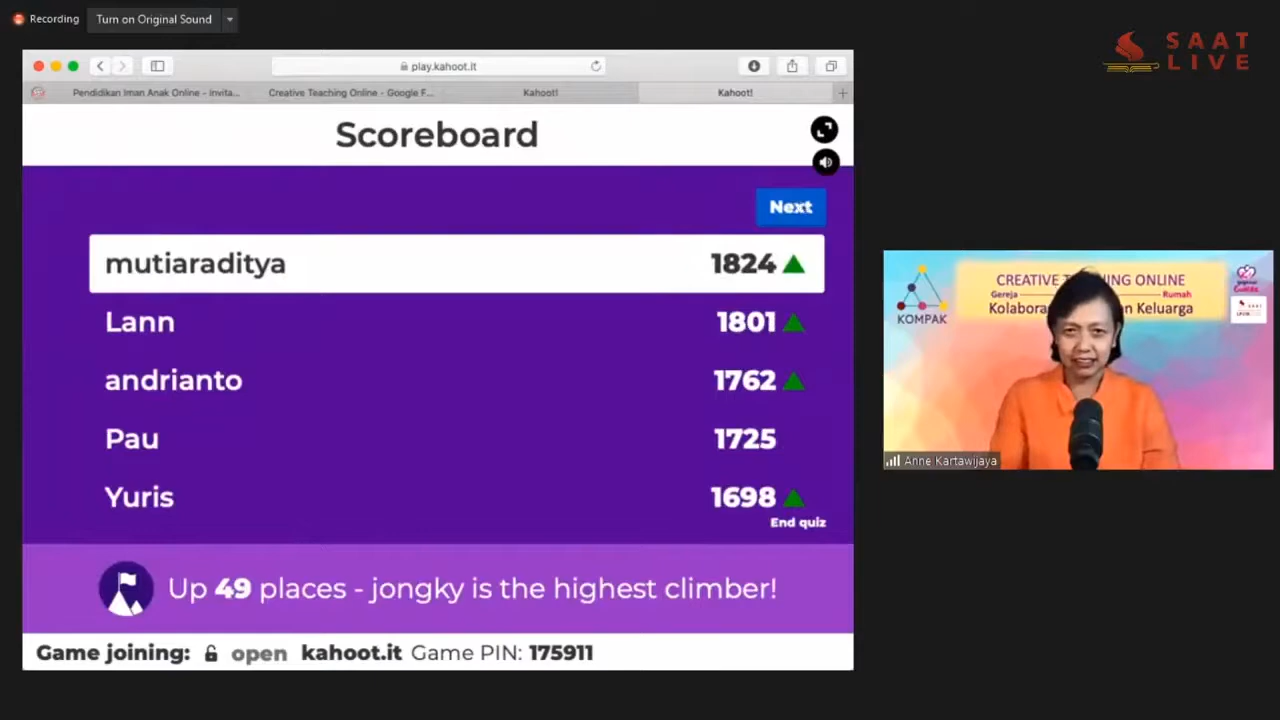 Recording
Turn on Original Sound
SAAT
LIVE
play.kahoot.it
Pendidikan Iman Anak Online - Invita...
Creative Teaching Online - Google F...
Kahoot!
Kahoot!
Scoreboard
Next
mutiaraditya 1824
Lann 1801
andrianto 1762
Pau 1725
Yuris 1698
End quiz
Up 49 places - jongky is the highest climber!
Game joining: open kahoot.it Game PIN: 175911
CREATIVE ONLINE
Gereja Rumah
Keluarga
KOMPAK
Anne Kartawijaya